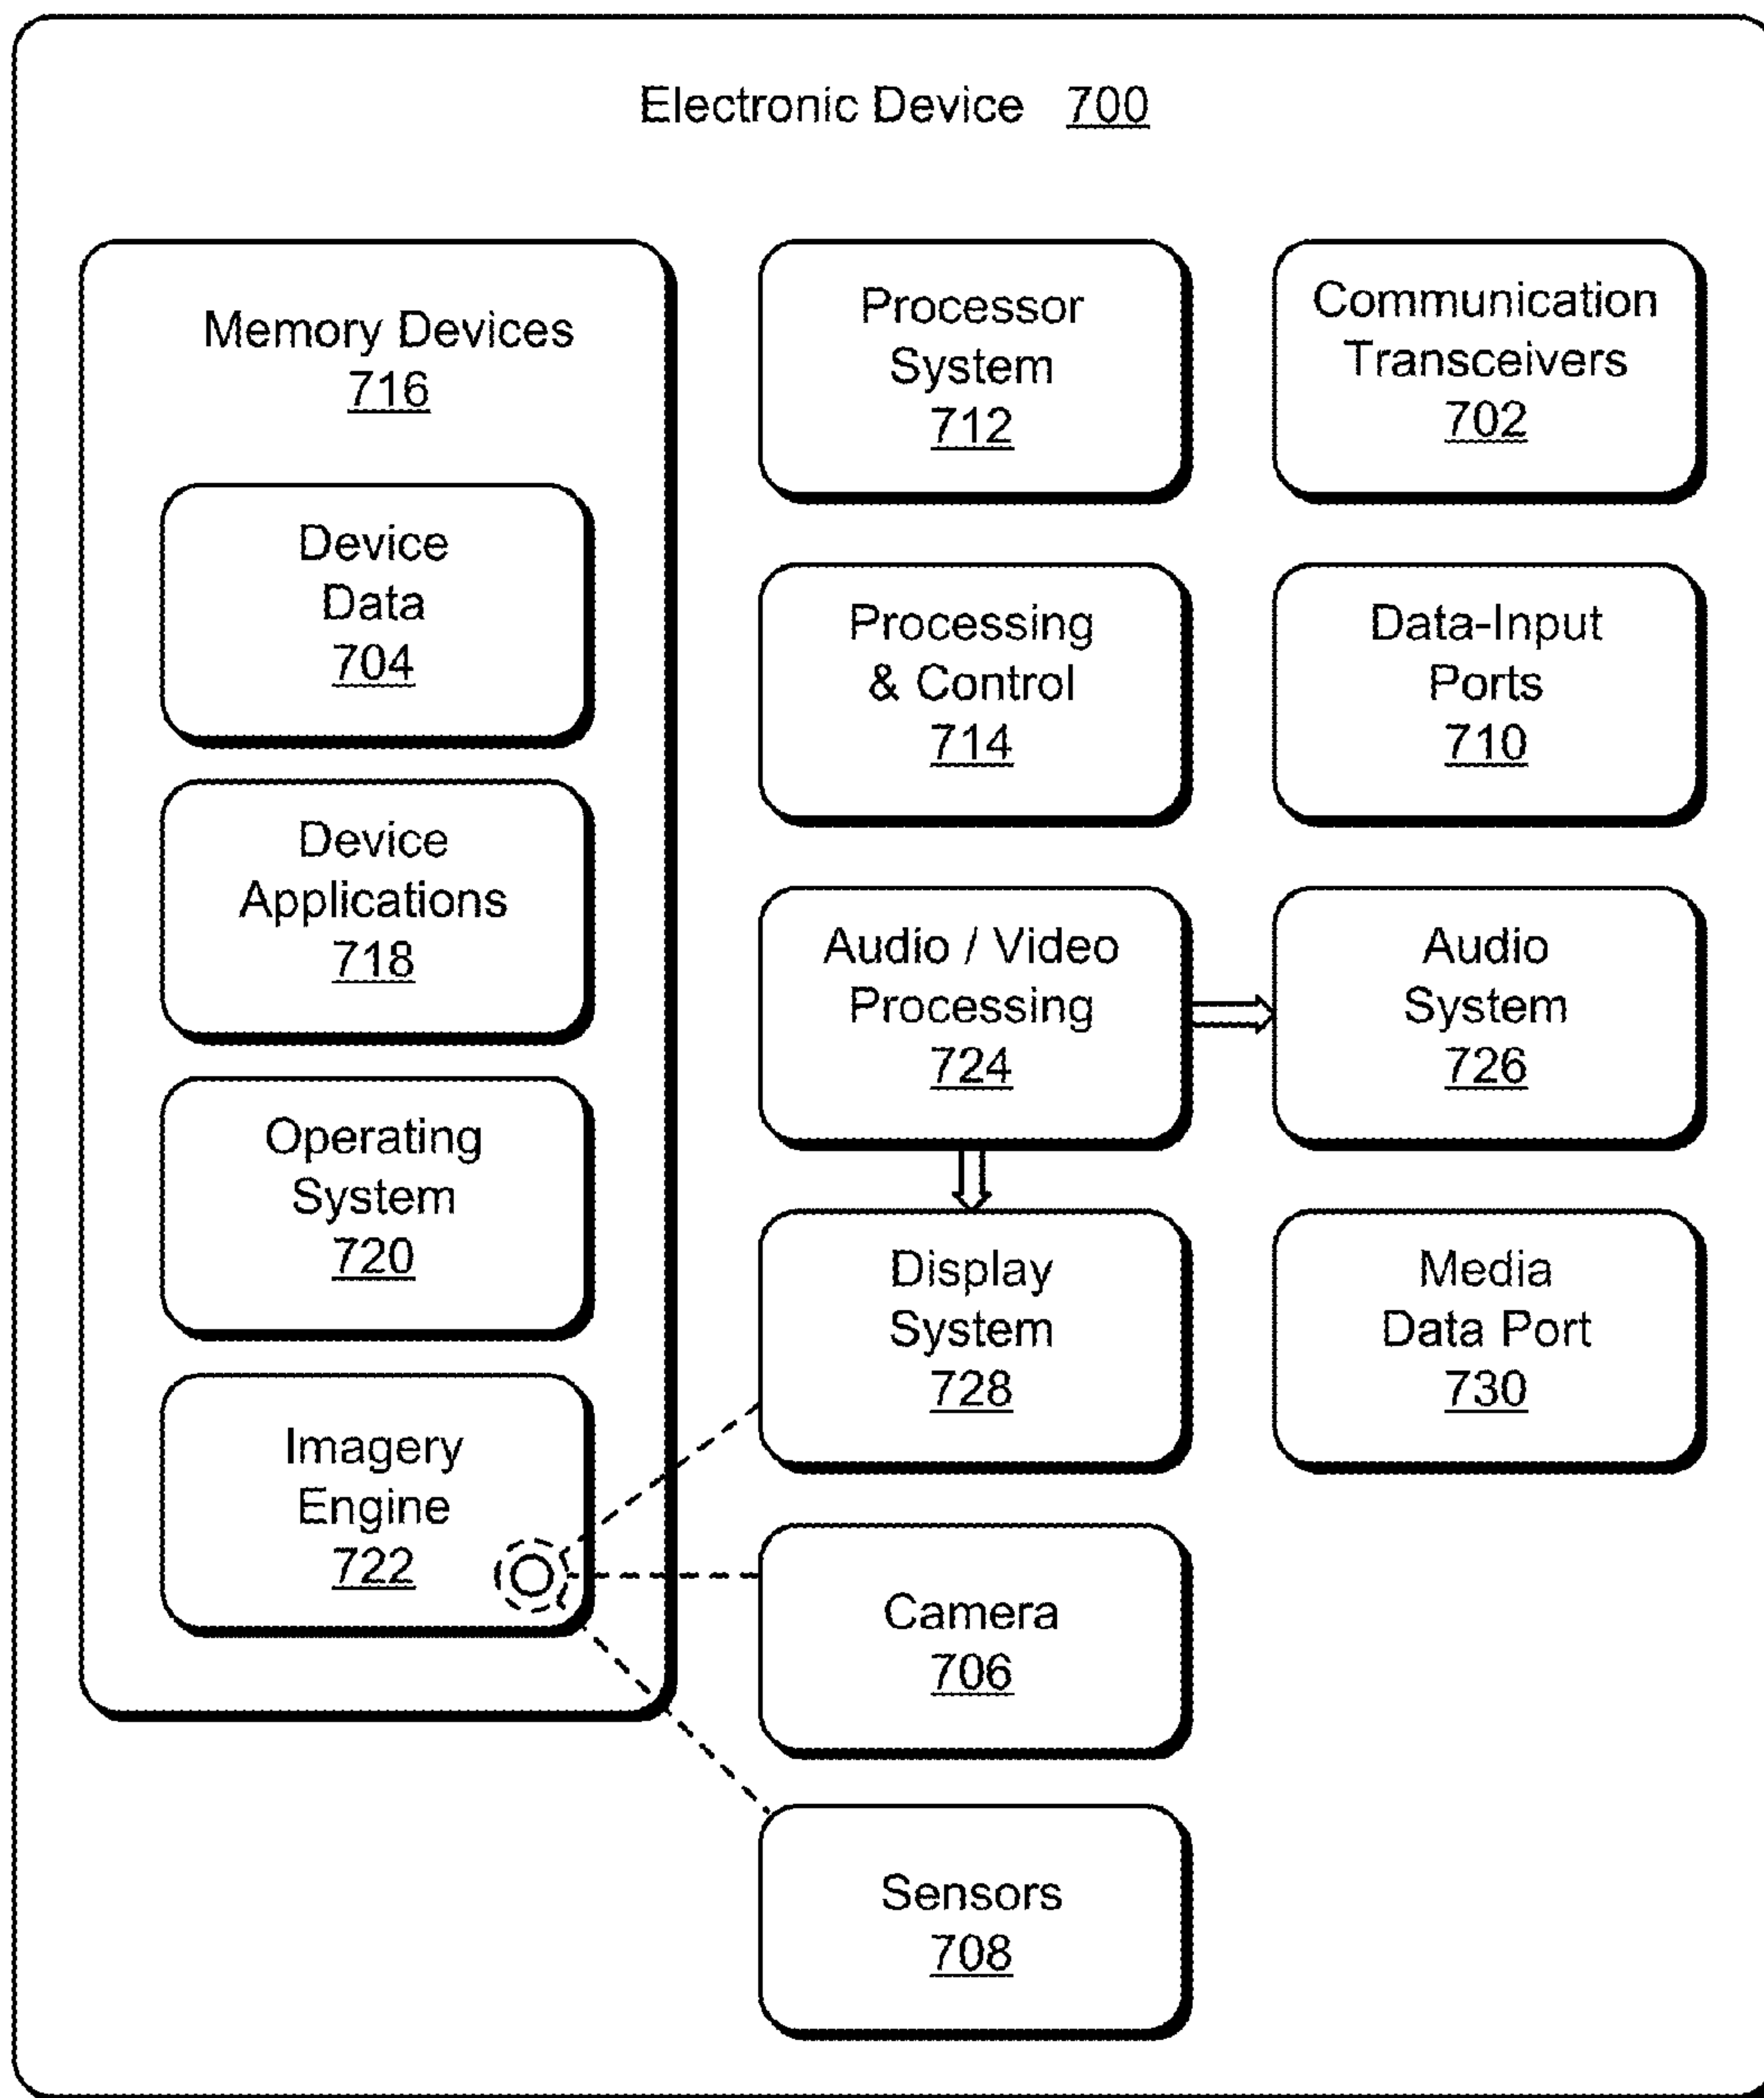 Electronic Device 700
Memory Devices
716
Device
Data
704
Device
Applications
718
Operating
System
720
Imagery
Engine
722
Processor
System
712
Communication
Transceivers
702
Processing
& Control
714
Data-Input
Ports
710
Audio / Video
Processing
724
Audio
System
726
Display
System
728
Media
Data Port
730
Camera
706
Sensors
708